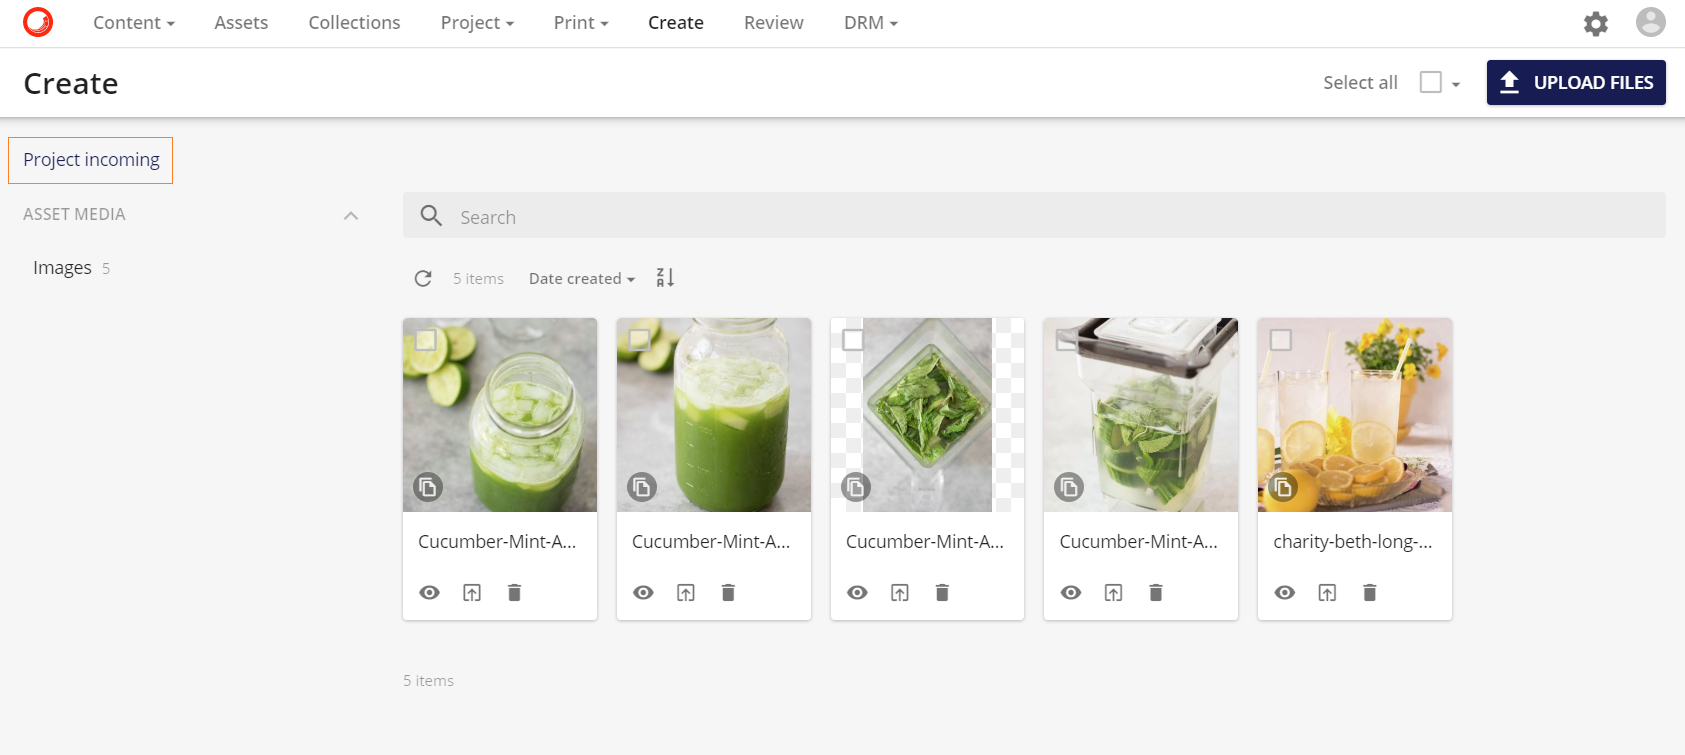 Content Assets Collections Project Print Create Review DRM
Create
Select all
UPLOAD FILES
Project incoming
ASSET MEDIA
Search
Images 5
5 items Date created
Z
A
Cucumber-Mint-A... Cucumber-Mint-A... Cucumber-Mint-A... Cucumber-Mint-A... charity-beth-long-...
5 items